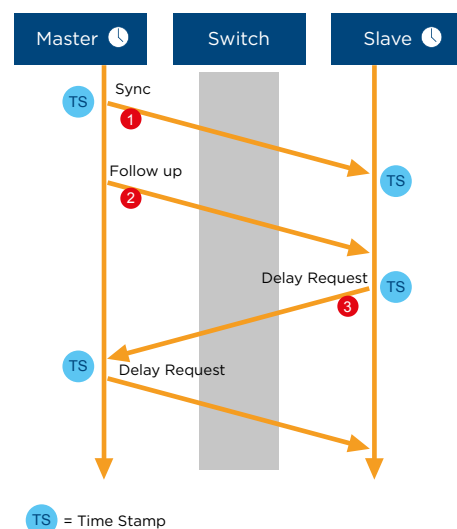 Master
Switch
Slave
Sync
TS
1
TS
Follow up
2
Delay Request
TS
3
TS
Delay Request
TS = Time Stamp